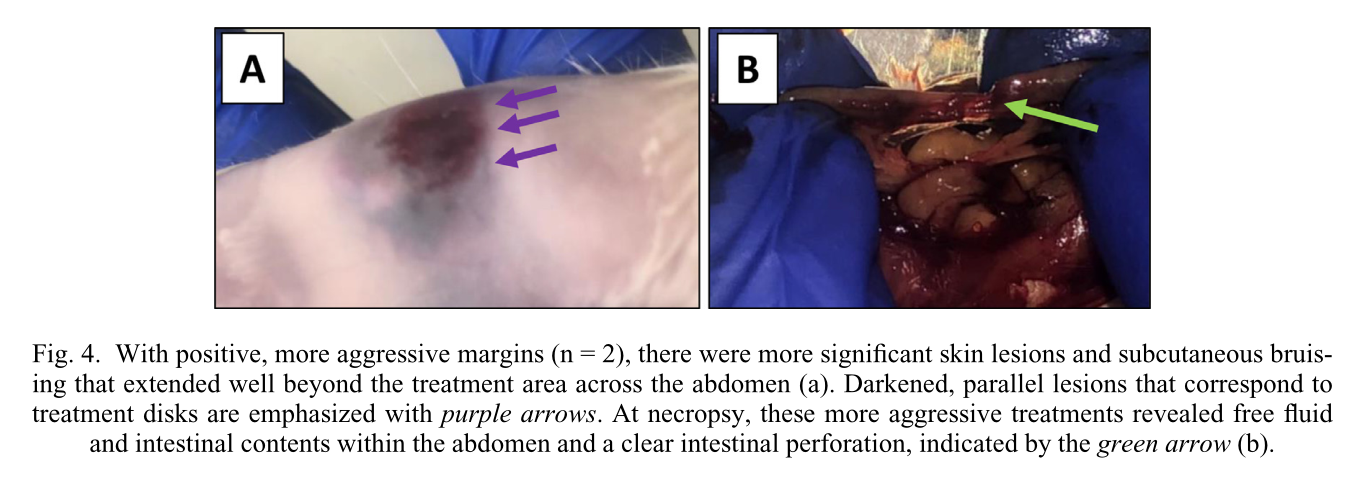 A
B
Fig. 4. With positive, more aggressive margins (n = 2), there were more significant skin lesions and subcutaneous bruis-
ing that extended well beyond the treatment area across the abdomen (a). Darkened, parallel lesions that correspond to
treatment disks are emphasized with purple arrows. At necropsy, these more aggressive treatments revealed free fluid
and intestinal contents within the abdomen and a clear intestinal perforation, indicated by the green arrow (b).